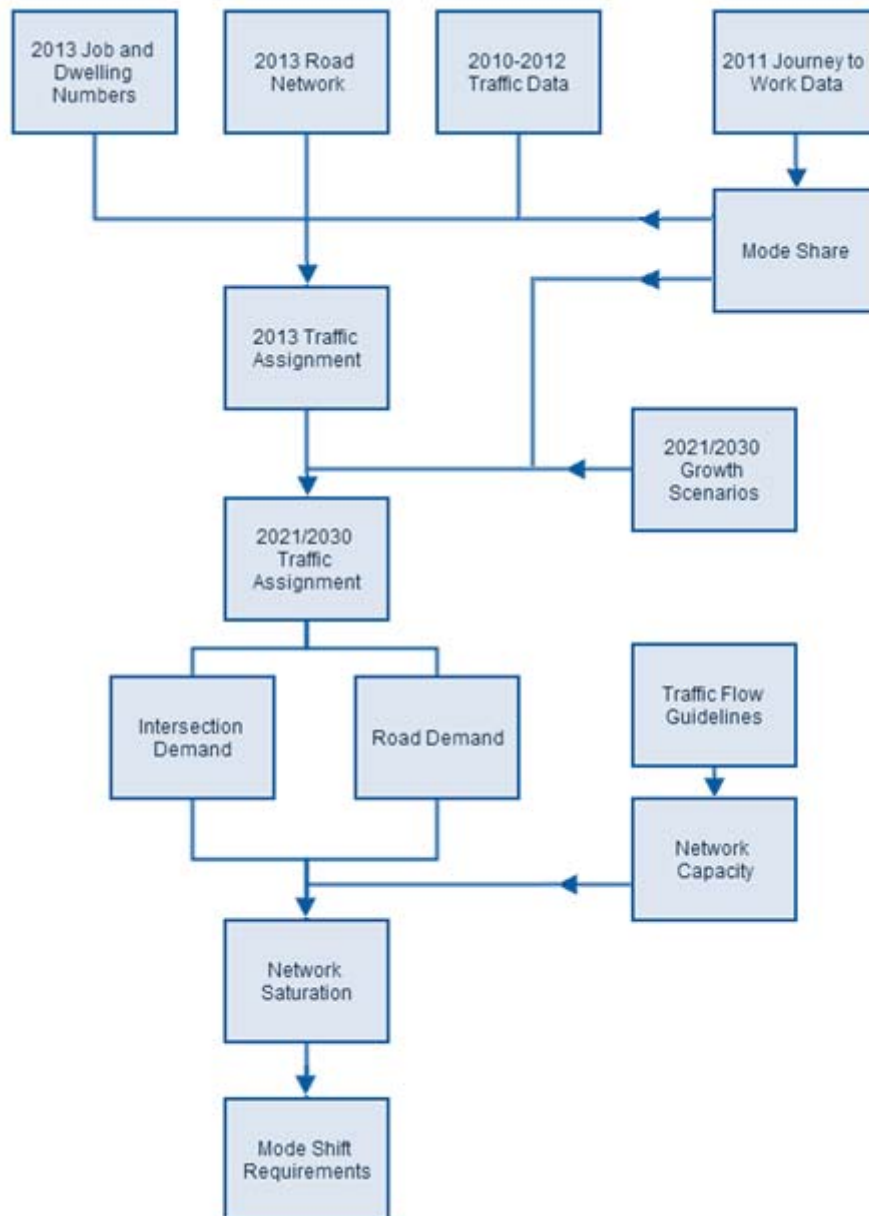 2013 Job and
Dwelling
Numbers
2013 Road
Network
2010-2012
Traffic Data
2011 Journey to
Work Data
Mode Share
2013 Traffic
Assignment
2021/2030
Growth
Scenarios
2021/2030
Traffic
Assignment
Intersection
Demand
Road Demand
Traffic Flow
Guidelines
Network
Capacity
Network
Saturation
Mode Shift
Requirements